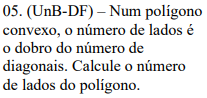 05. (UnB-DF) – Num polígono
convexo, o número de lados é
o dobro do número de
diagonais. Calcule o número
de lados do polígono.